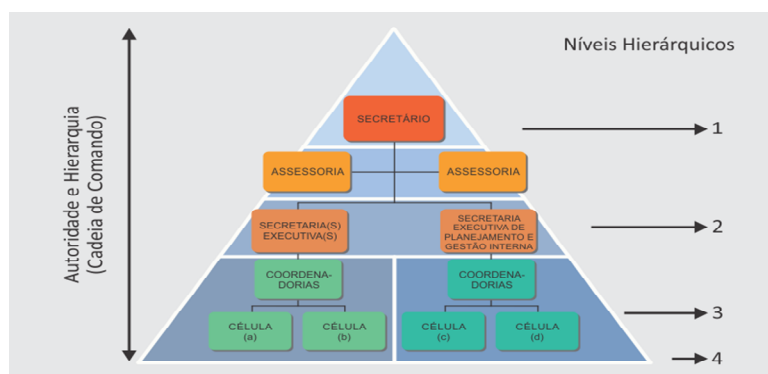 Níveis Hierárquicos
Autoridade e Hierarquia
(Cadeia de Comando)
SECRETÁRIO
1
ASSESSORIA
ASSESSORIA
SECRETARIA(S)
EXECUTIVA(S)
SECRETARIA
EXECUTIVA DE
PLANEJAMENTO E
GESTÃO INTERNA
2
COORDENA-
DORIAS
COORDENA-
DORIAS
3
CÉLULA
(a)
CÉLULA
(b)
CÉLULA
(c)
CÉLULA
(d)
4